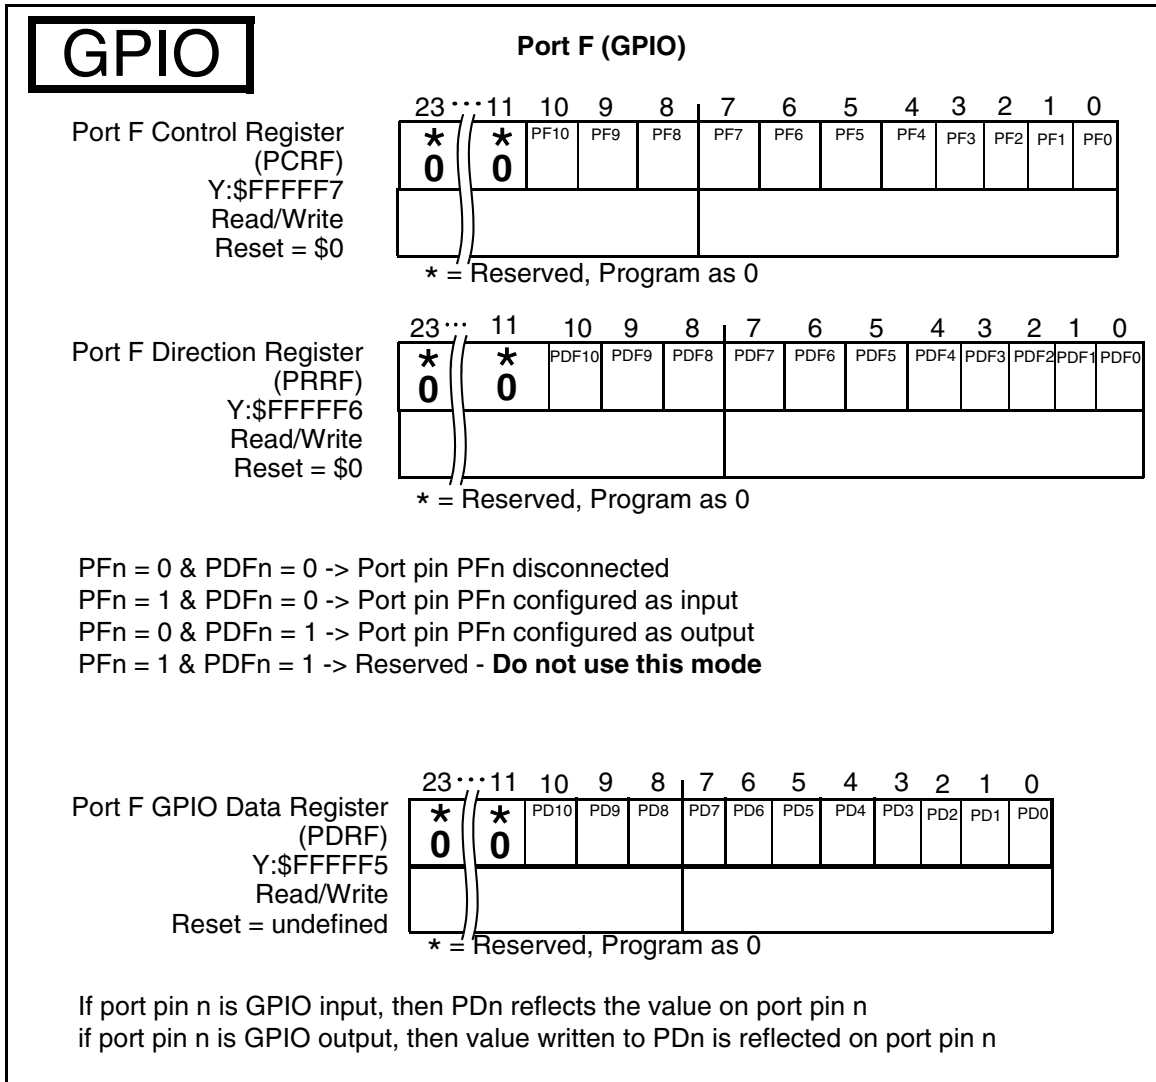 GPIO
Port F (GPIO)
23 ··· 11 10 9 8 7 6 5 4 3 2 1 0
Port F Control Register
(PCRF)
Y:$FFFFF7
Read/Write
Reset = $0
* * PF10 PF9 PF8 PF7 PF6 PF5 PF4 PF3 PF2 PF1 PF0
0 0
* = Reserved, Program as 0
23 ··· 11 10 9 8 7 6 5 4 3 2 1 0
Port F Direction Register
(PRRF)
Y:$FFFFF6
Read/Write
Reset = $0
* * PDF10 PDF9 PDF8 PDF7 PDF6 PDF5 PDF4 PDF3 PDF2 PDF1 PDF0
0 0
* = Reserved, Program as 0
PFn = 0 & PDFn = 0 -> Port pin PFn disconnected
PFn = 1 & PDFn = 0 -> Port pin PFn configured as input
PFn = 0 & PDFn = 1 -> Port pin PFn configured as output
PFn = 1 & PDFn = 1 -> Reserved - Do not use this mode
23 ··· 11 10 9 8 7 6 5 4 3 2 1 0
Port F GPIO Data Register
(PDRF)
Y:$FFFFF5
Read/Write
Reset = undefined
* * PD10 PD9 PD8 PD7 PD6 PD5 PD4 PD3 PD2 PD1 PD0
0 0
* = Reserved, Program as 0
If port pin n is GPIO input, then PDn reflects the value on port pin n
if port pin n is GPIO output, then value written to PDn is reflected on port pin n